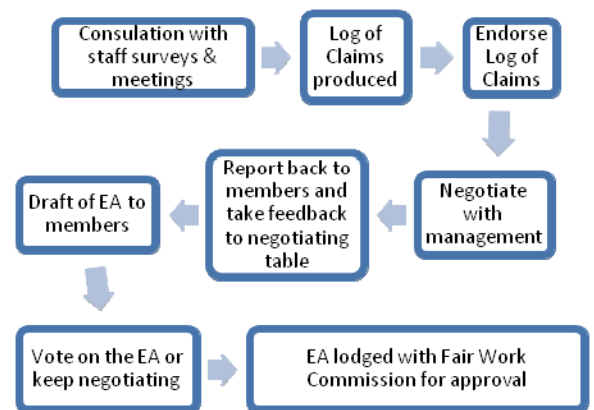 Consulation with
staff surveys &
meetings
Log of
Claims
produced
Endorse
Log of
Claims
Negotiate
with
management
Report back to
members and
take feedback
to negotiating
table
Draft of EA to
members
Vote on the EA or
keep negotiating
EA lodged with Fair Work
Commission for approval